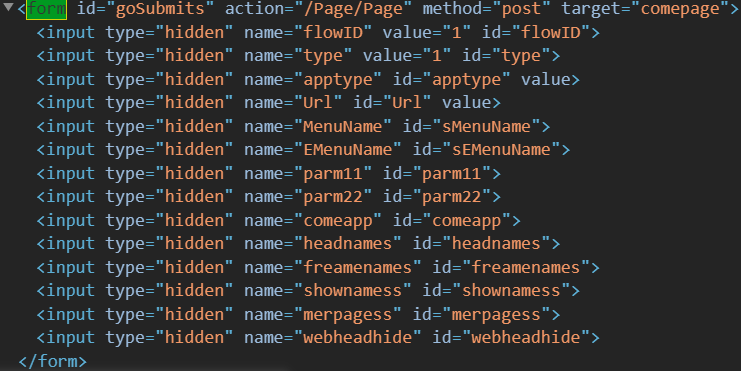 <form id="goSubmits" action="/Page/Page" method="post" target="comepage">
<input type="hidden" name="flowID" value="1" id="flowID">
<input type="hidden" name="type" value="1" id="type">
<input type="hidden" name="apptype" id="apptype" value>
<input type="hidden" name="Url" id="Url" value>
<input type="hidden" name="MenuName" id="sMenuName">
<input type="hidden" name="EMenuName" id="sEMenuName">
<input type="hidden" name="parm11" id="parm11">
<input type="hidden" name="parm22" id="parm22">
<input type="hidden" name="comeapp" id="comeapp">
<input type="hidden" name="headnames" id="headnames">
<input type="hidden" name="freamenames" id="freamenames">
<input type="hidden" name="shownamess" id="shownamess">
<input type="hidden" name="merpagess" id="merpagess">
<input type="hidden" name="webheadhide" id="webheadhide">
</form>